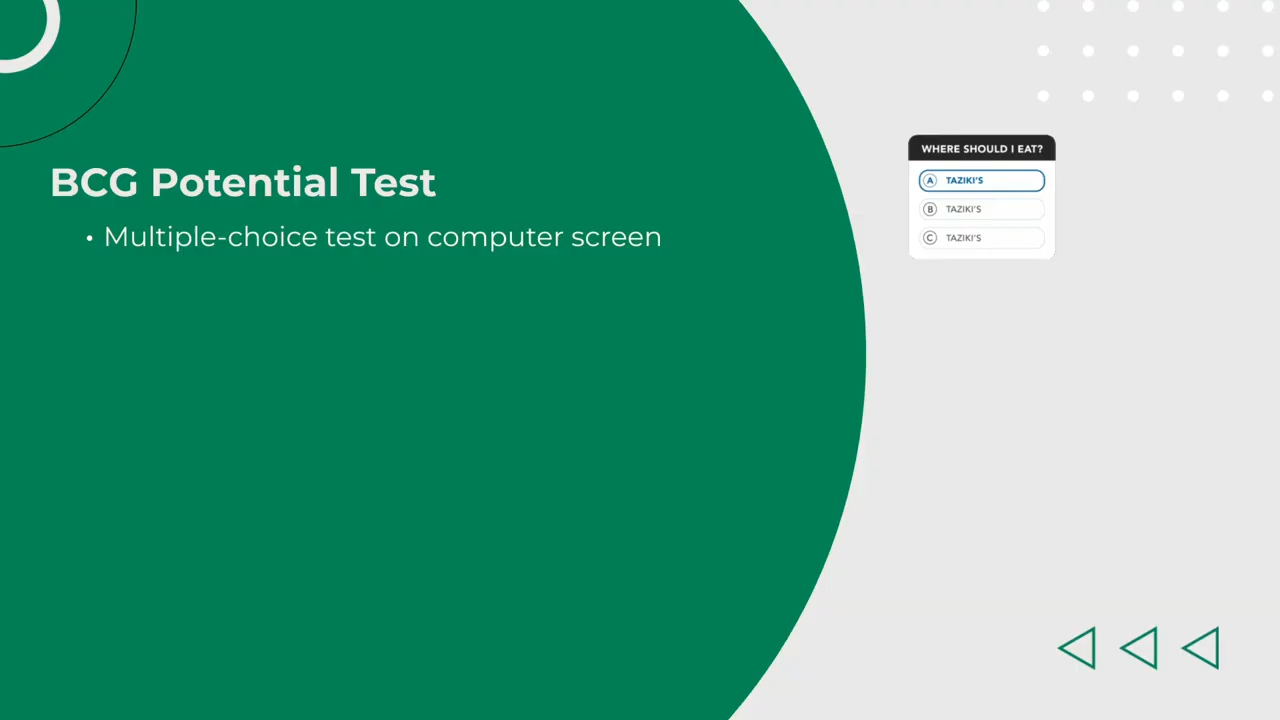 BCG Potential Test
• Multiple-choice test on computer screen
WHERE SHOULD I EAT?
A TAZIKI'S
B TAZIKI'S
C TAZIKI'S